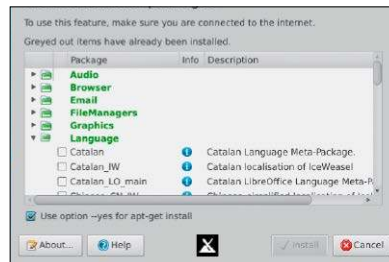 To use this feature, make sure you are connected to the internet.
Greyed out items have already been installed.
Package Info Description
Audio
Browser
Email
FileManagers
Graphics
Language
Catalan Catalan Language Meta-Package.
Catalan_IW Catalan localisation of IceWeasel
Catalan_LO_main Catalan LibreOffice Language Meta-P
Use option --yes for apt-get install
About... Help Install Cancel